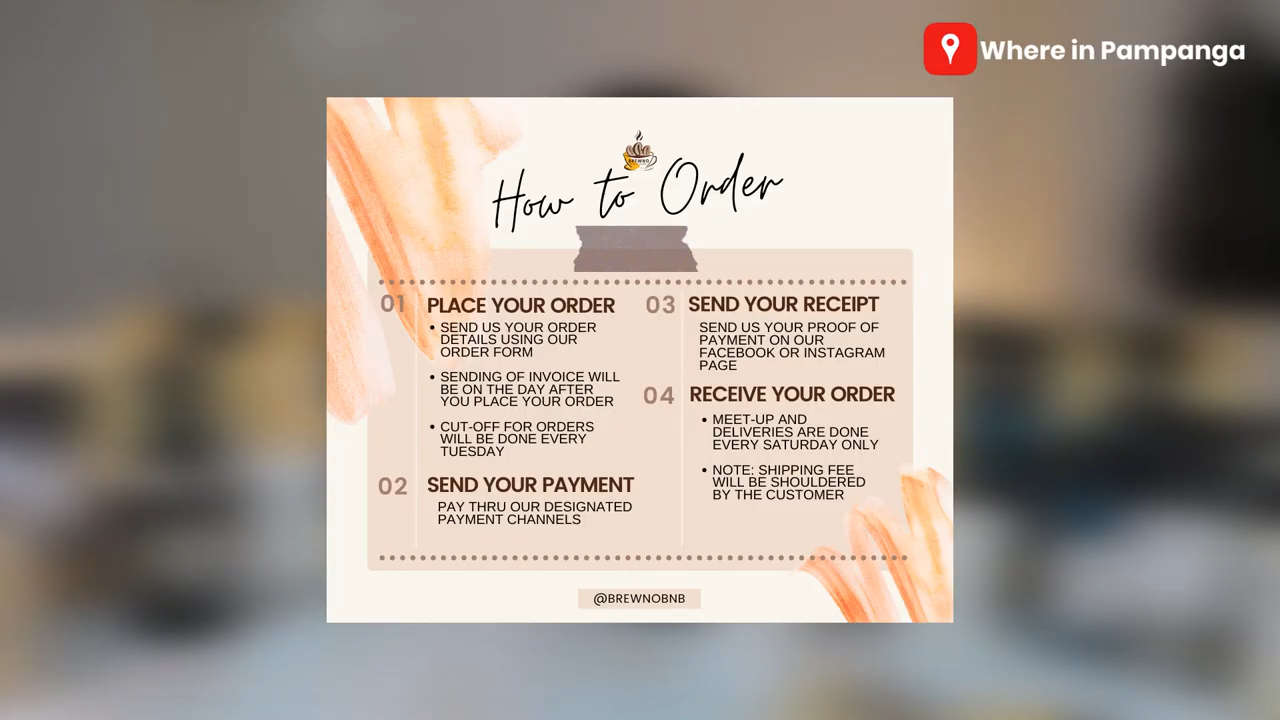 Where in Pampanga
BREWNO
How to Order
01
PLACE YOUR ORDER
• SEND US YOUR ORDER
DETAILS USING OUR
ORDER FORM
• SENDING OF INVOICE WILL
BE ON THE DAY AFTER
YOU PLACE YOUR ORDER
• CUT-OFF FOR ORDERS
WILL BE DONE EVERY
TUESDAY
02
SEND YOUR PAYMENT
PAY THRU OUR DESIGNATED
PAYMENT CHANNELS
03
SEND YOUR RECEIPT
SEND US YOUR PROOF OF
PAYMENT ON OUR
FACEBOOK OR INSTAGRAM
PAGE
04
RECEIVE YOUR ORDER
• MEET-UP AND
DELIVERIES ARE DONE
EVERY SATURDAY ONLY
• NOTE: SHIPPING FEE
WILL BE SHOULDERED
BY THE CUSTOMER
@BREWNOBNB